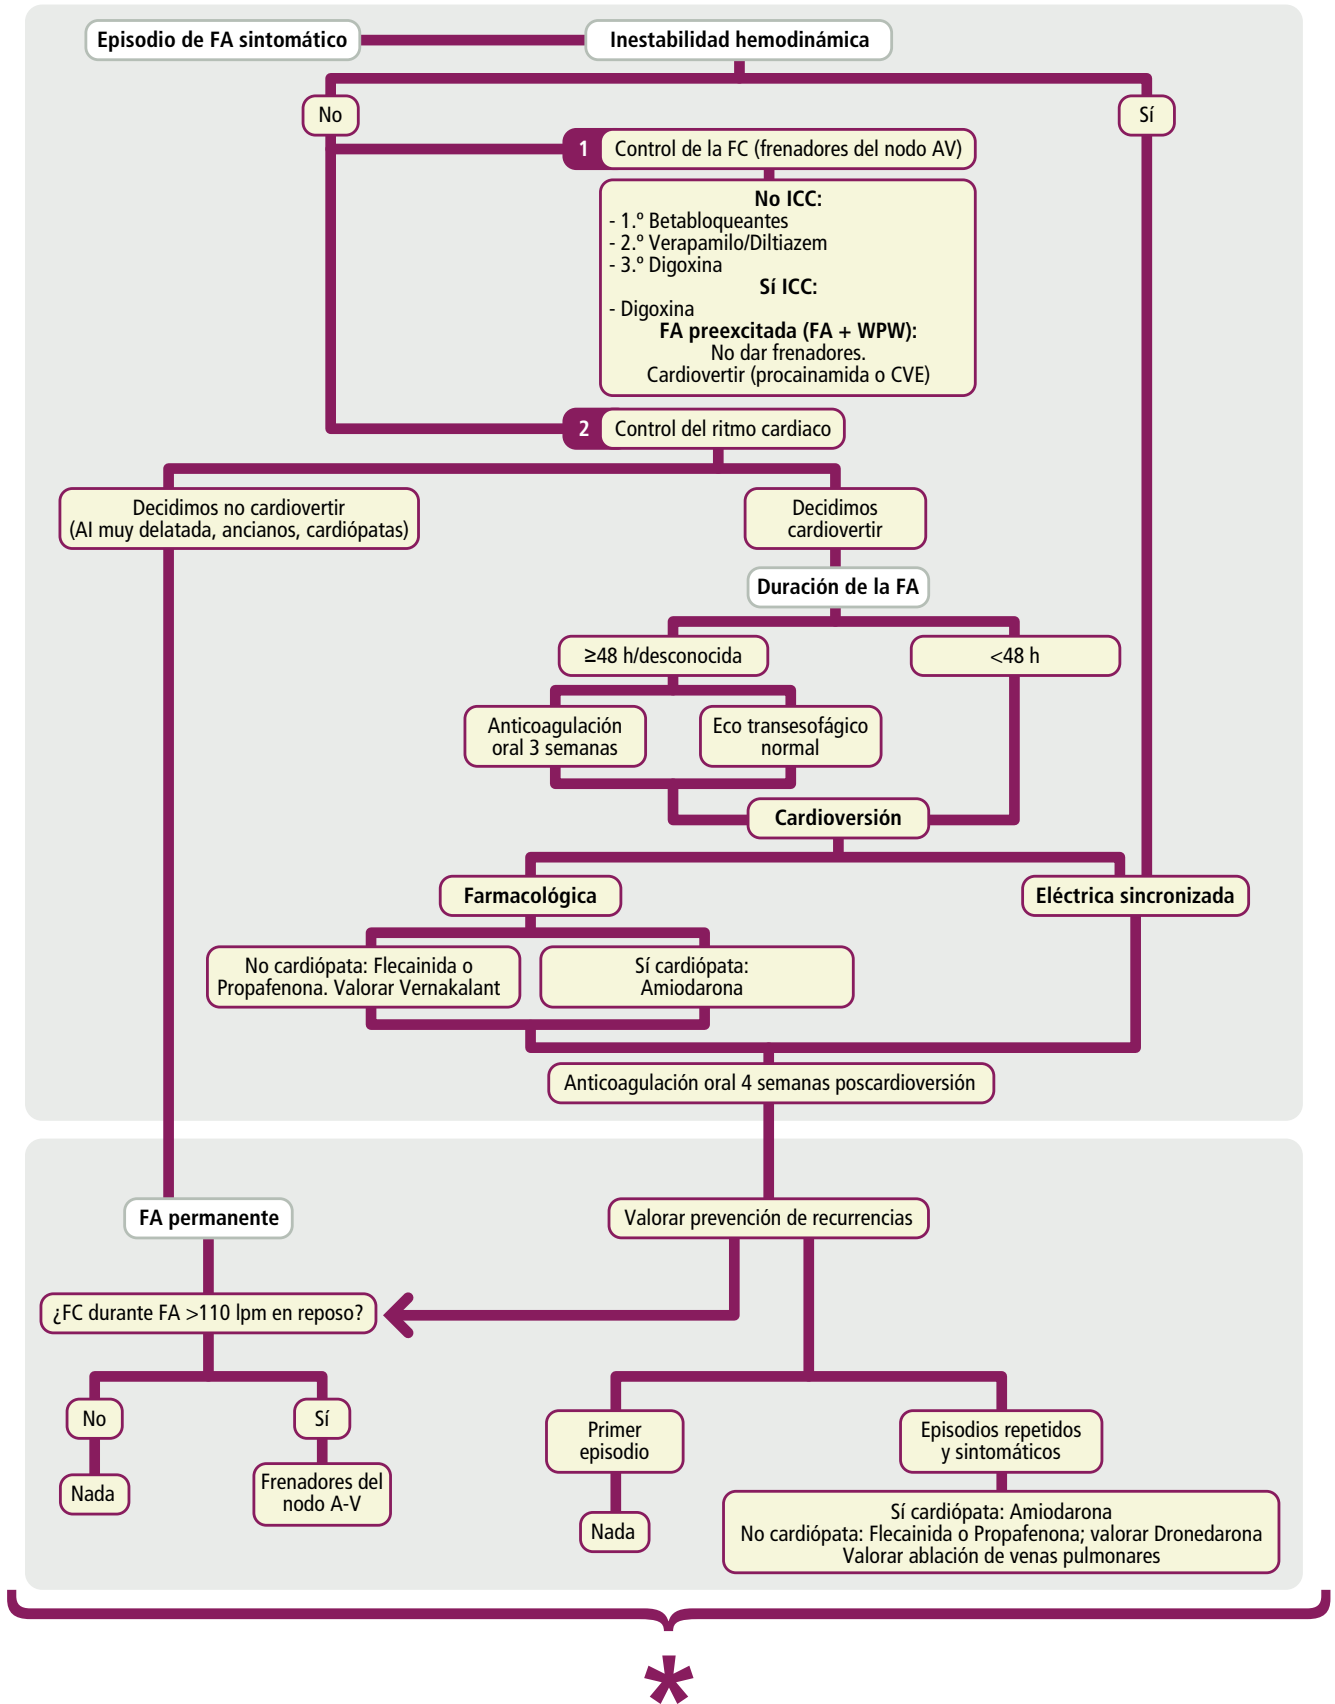 Episodio de FA sintomático
Inestabilidad hemodinámica
No
Sí
1
Control de la FC (frenadores del nodo AV)
No ICC:
- 1.º Betabloqueantes
- 2.º Verapamilo/Diltiazem
- 3.º Digoxina
Sí ICC:
- Digoxina
FA preexcitada (FA + WPW):
No dar frenadores.
Cardiovertir (procainamida o CVE)
2
Control del ritmo cardiaco
Decidimos no cardiovertir
(AI muy delatada, ancianos, cardiópatas)
Decidimos
cardiovertir
Duración de la FA
≥48 h/desconocida
<48 h
Anticoagulación
oral 3 semanas
Eco transesofágico
normal
Cardioversión
Farmacológica
Eléctrica sincronizada
No cardiópata: Flecainida o
Propafenona. Valorar Vernakalant
Sí cardiópata:
Amiodarona
Anticoagulación oral 4 semanas poscardioversión
FA permanente
Valorar prevención de recurrencias
¿FC durante FA >110 lpm en reposo?
No
Sí
Nada
Frenadores del
nodo A-V
Primer
episodio
Nada
Episodios repetidos
y sintomáticos
Sí cardiópata: Amiodarona
No cardiópata: Flecainida o Propafenona; valorar Dronedarona
Valorar ablación de venas pulmonares
*